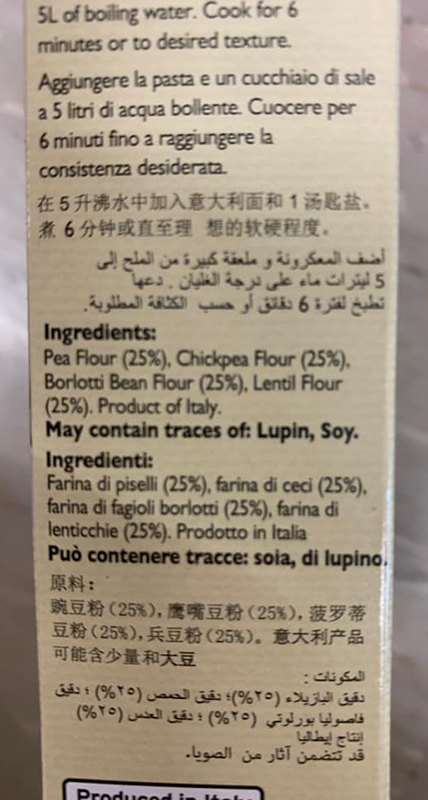 5L of boiling water. Cook for 6
minutes or to desired texture.
Aggiungere la pasta e un cucchiaio di sale
a 5 litri di acqua bollente. Cuocere per
6 minuti fino a raggiungere la
consistenza desiderata.
在 5 升沸水中加入意大利面和 1 汤匙盐。
煮 6 分钟或直至理 想的软硬程度。
أضف المعكرونة و ملعقة كبيرة من الملح إلى
5 ليترات ماء على درجة الغليان . دعها
تطبخ لفترة 6 دقائق أو حسب الكثافة المطلوبة.
Ingredients:
Pea Flour (25%), Chickpea Flour (25%),
Borlotti Bean Flour (25%), Lentil Flour
(25%). Product of Italy.
May contain traces of: Lupin, Soy.
Ingredienti:
Farina di piselli (25%), farina di ceci (25%),
farina di fagioli borlotti (25%), farina di
lenticchie (25%). Prodotto in Italia
Può contenere tracce: soia, di lupino.
原料：
豌豆粉（25%），鹰嘴豆粉（25%），菠罗蒂
豆粉（25%），兵豆粉（25%）。意大利产品
可能含少量和大豆
المكونات :
دقيق البازيلاء (٢٥%)؛ دقيق الحمص (٢٥%) ؛ دقيق
فاصوليا بورلوتي (٢٥%) ؛ دقيق العدس (٢٥%)
إنتاج إيطاليا
قد تتضمن آثار من الصويا.
Produced in Italy